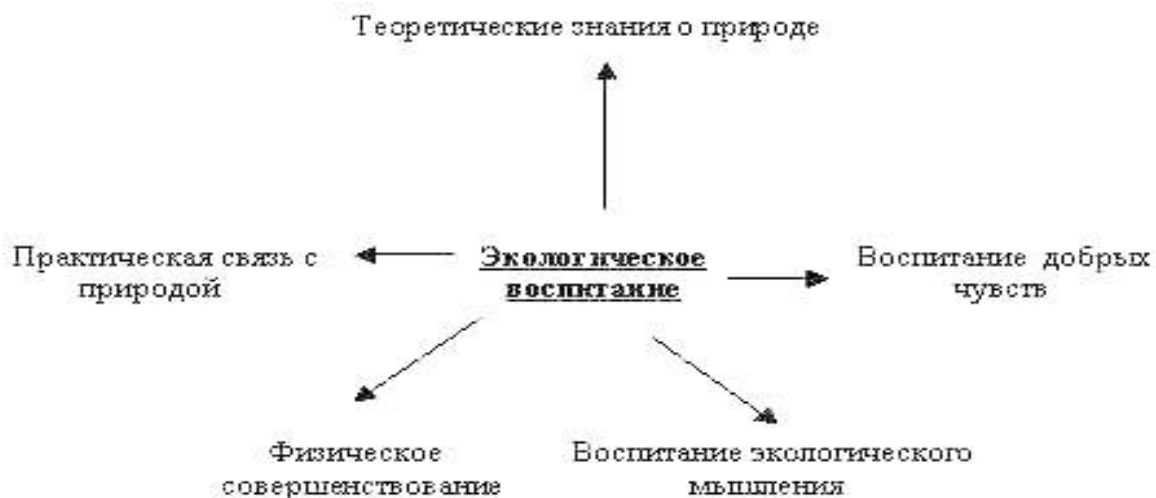 Теоретические знания о природе
Практическая связь с
природой
Экологическое
воспитание
Воспитание добрых
чувств
Физическое
совершенствование
Воспитание экологического
мышления